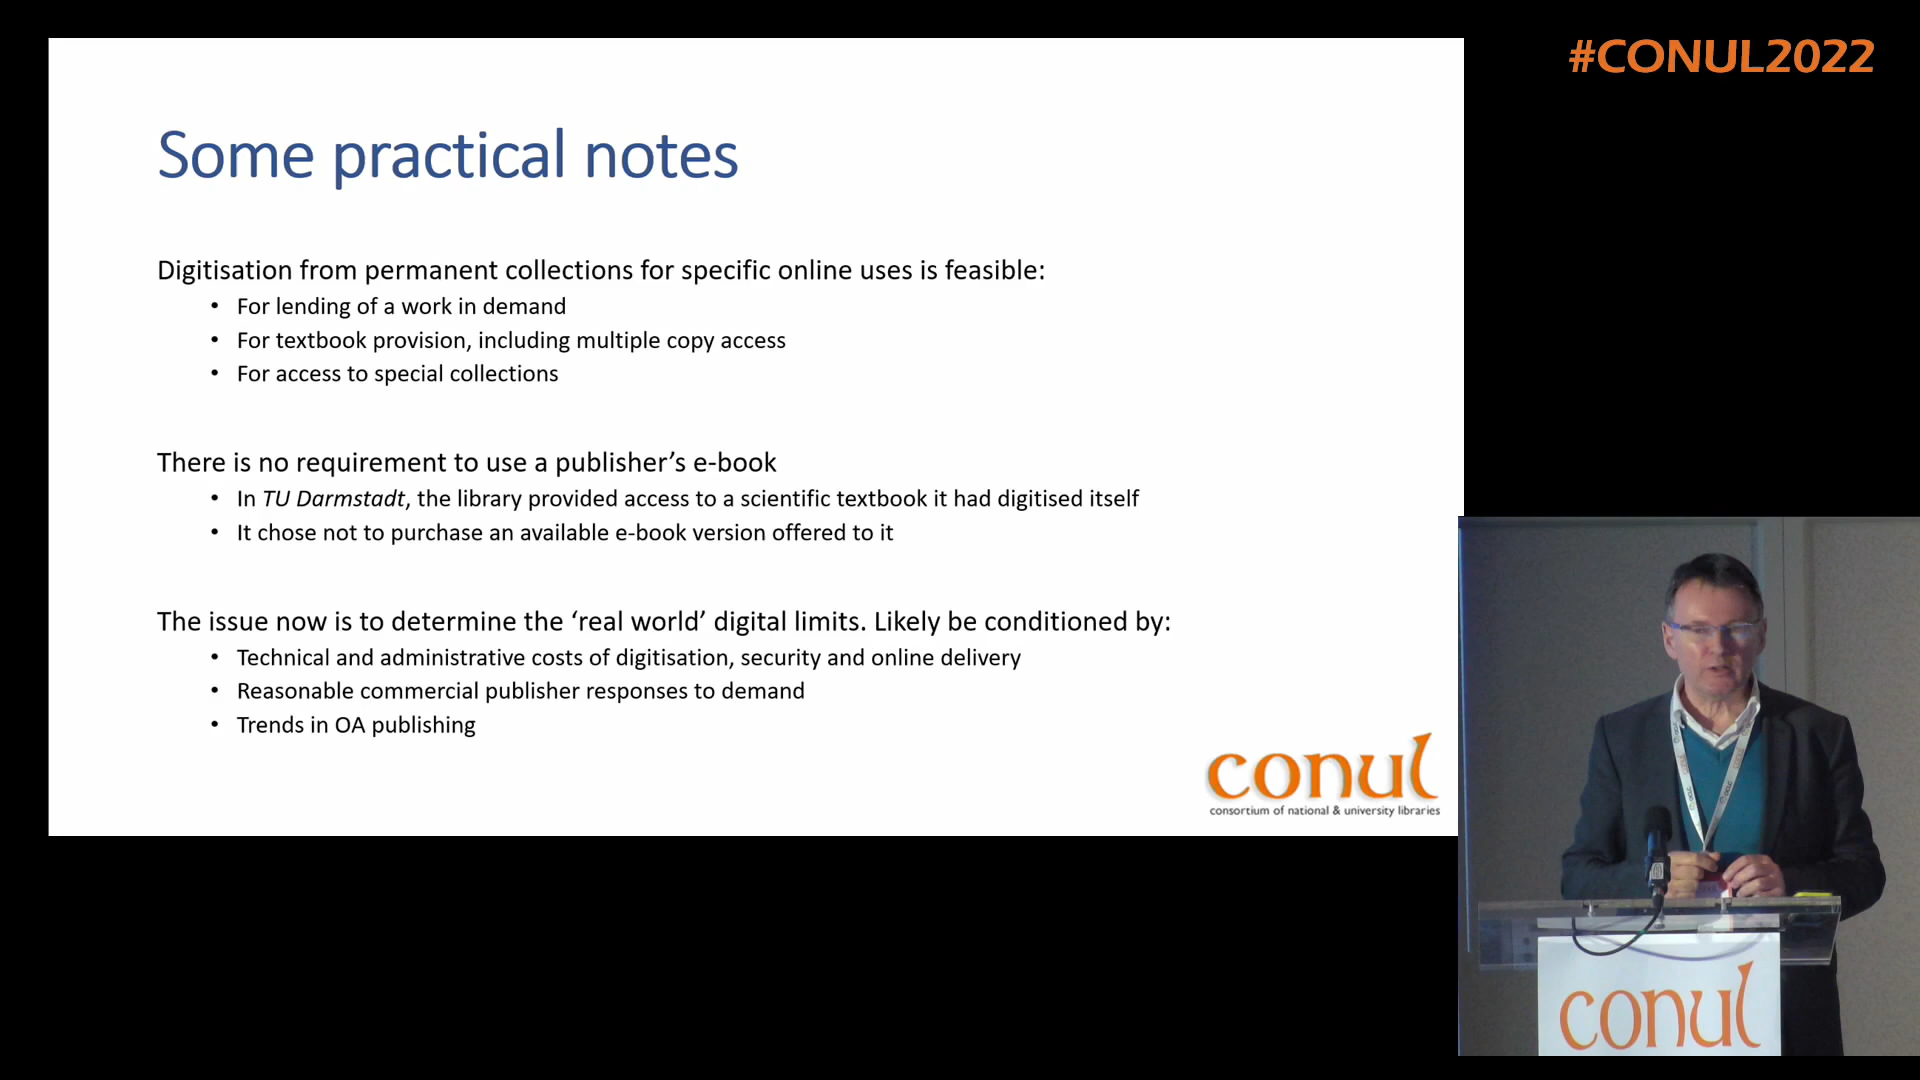 #CONUL2022
Some practical notes
Digitisation from permanent collections for specific online uses is feasible:
• For lending of a work in demand
• For textbook provision, including multiple copy access
• For access to special collections
There is no requirement to use a publisher’s e-book
• In TU Darmstadt, the library provided access to a scientific textbook it had digitised itself
• It chose not to purchase an available e-book version offered to it
The issue now is to determine the ‘real world’ digital limits. Likely be conditioned by:
• Technical and administrative costs of digitisation, security and online delivery
• Reasonable commercial publisher responses to demand
• Trends in OA publishing
conul
consortium of national & university libraries
conul